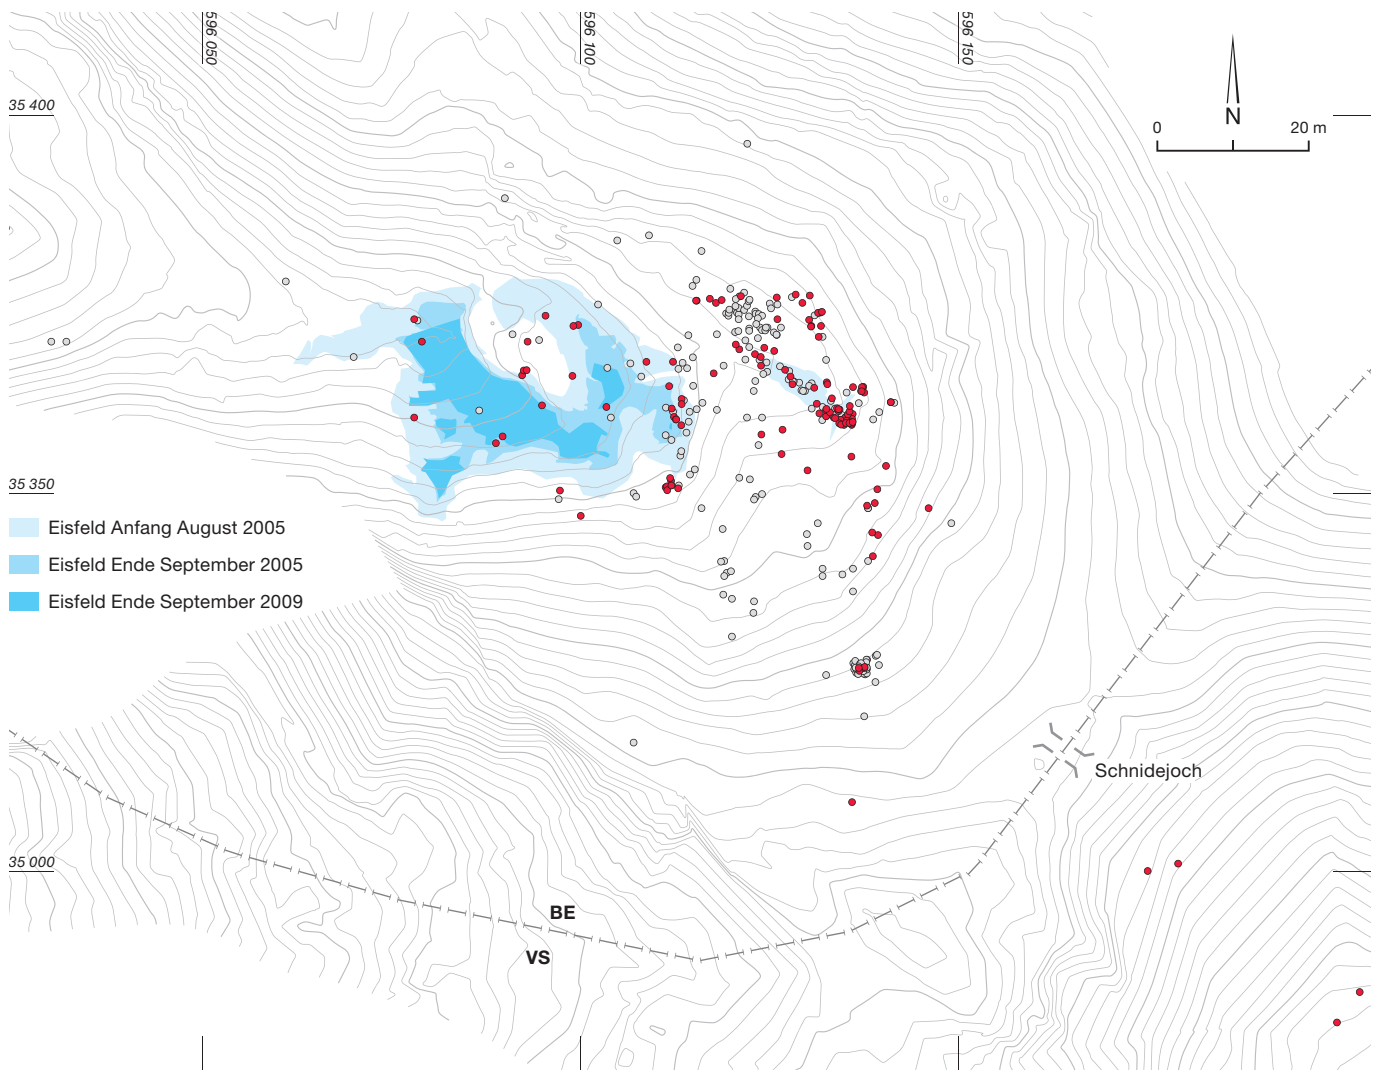 596 050
596 100
596 150
35 400
N
0 20 m
35 350
Eisfeld Anfang August 2005
Eisfeld Ende September 2005
Eisfeld Ende September 2009
Schnidejoch
35 000
BE
VS